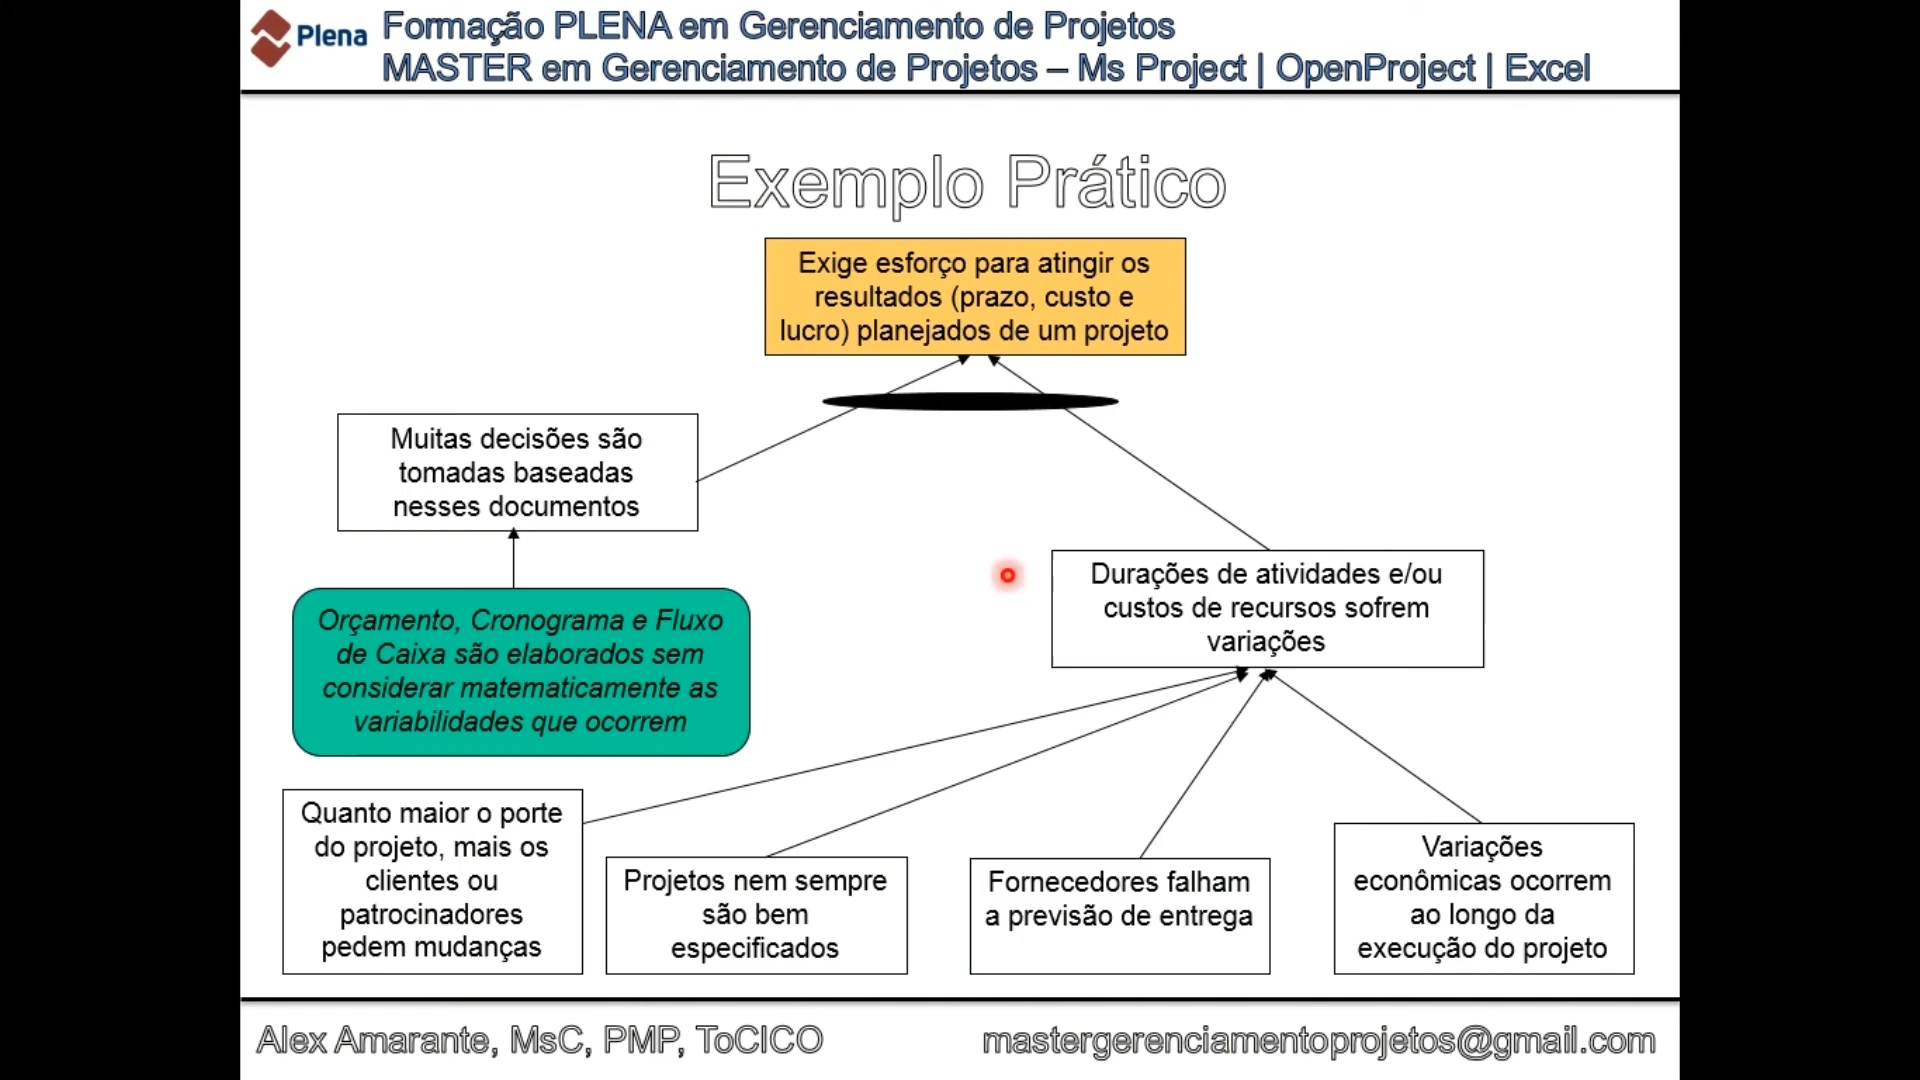 Plena
Formação PLENA em Gerenciamento de Projetos
MASTER em Gerenciamento de Projetos – Ms Project | OpenProject | Excel
Exemplo Prático
Exige esforço para atingir os
resultados (prazo, custo e
lucro) planejados de um projeto
Muitas decisões são
tomadas baseadas
nesses documentos
Durações de atividades e/ou
custos de recursos sofrem
variações
Orçamento, Cronograma e Fluxo
de Caixa são elaborados sem
considerar matematicamente as
variabilidades que ocorrem
Quanto maior o porte
do projeto, mais os
clientes ou
patrocinadores
pedem mudanças
Projetos nem sempre
são bem
especificados
Fornecedores falham
a previsão de entrega
Variações
econômicas ocorrem
ao longo da
execução do projeto
Alex Amarante, MsC, PMP, ToCICO
mastergerenciamentoprojetos@gmail.com